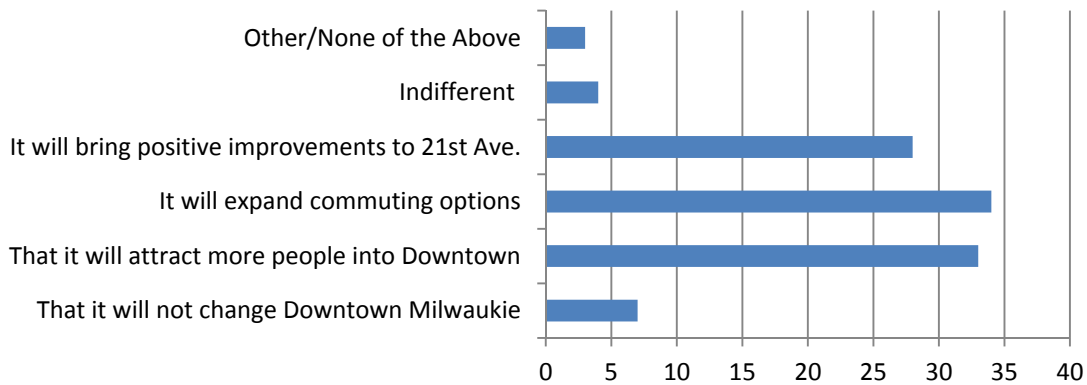 Other/None of the Above
Indifferent
It will bring positive improvements to 21st Ave.
It will expand commuting options
That it will attract more people into Downtown
That it will not change Downtown Milwaukie
0 5 10 15 20 25 30 35 40